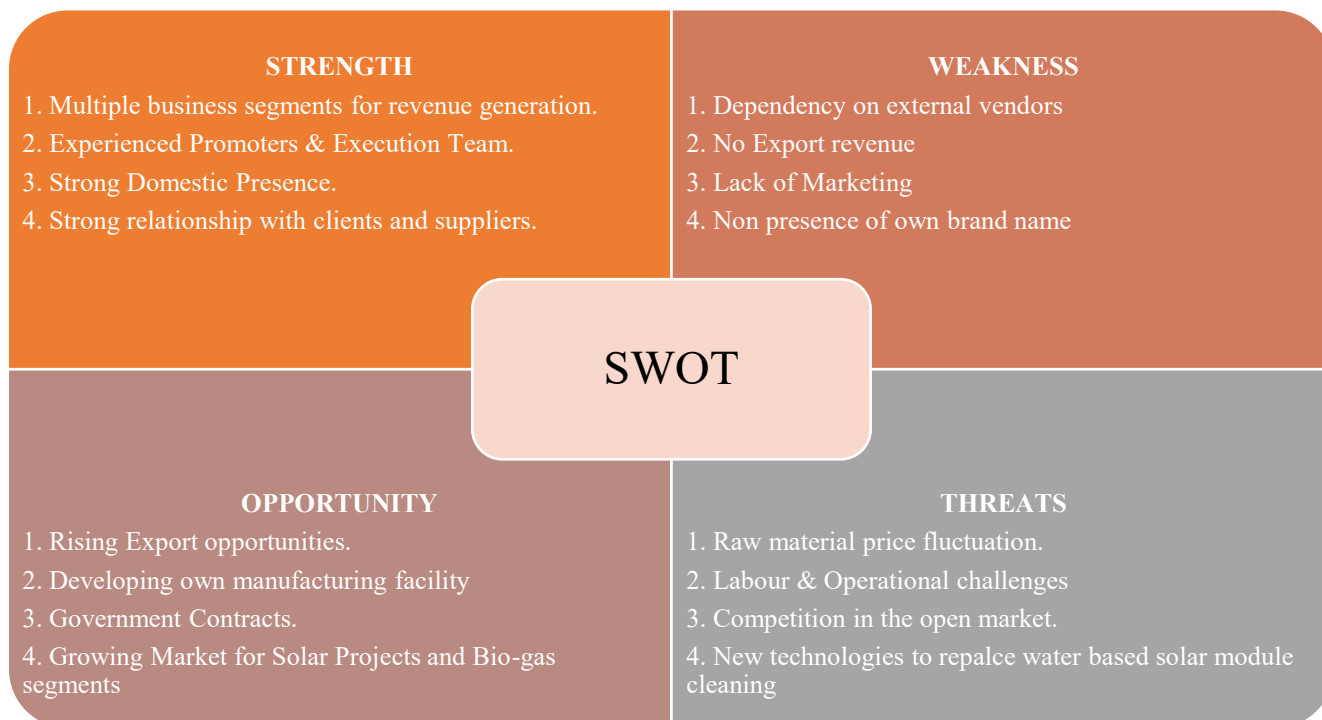 STRENGTH
1. Multiple business segments for revenue generation.
2. Experienced Promoters & Execution Team.
3. Strong Domestic Presence.
4. Strong relationship with clients and suppliers.
WEAKNESS
1. Dependency on external vendors
2. No Export revenue
3. Lack of Marketing
4. Non presence of own brand name
SWOT
OPPORTUNITY
1. Rising Export opportunities.
2. Developing own manufacturing facility
3. Government Contracts.
4. Growing Market for Solar Projects and Bio-gas
segments
THREATS
1. Raw material price fluctuation.
2. Labour & Operational challenges
3. Competition in the open market.
4. New technologies to repalce water based solar module
cleaning